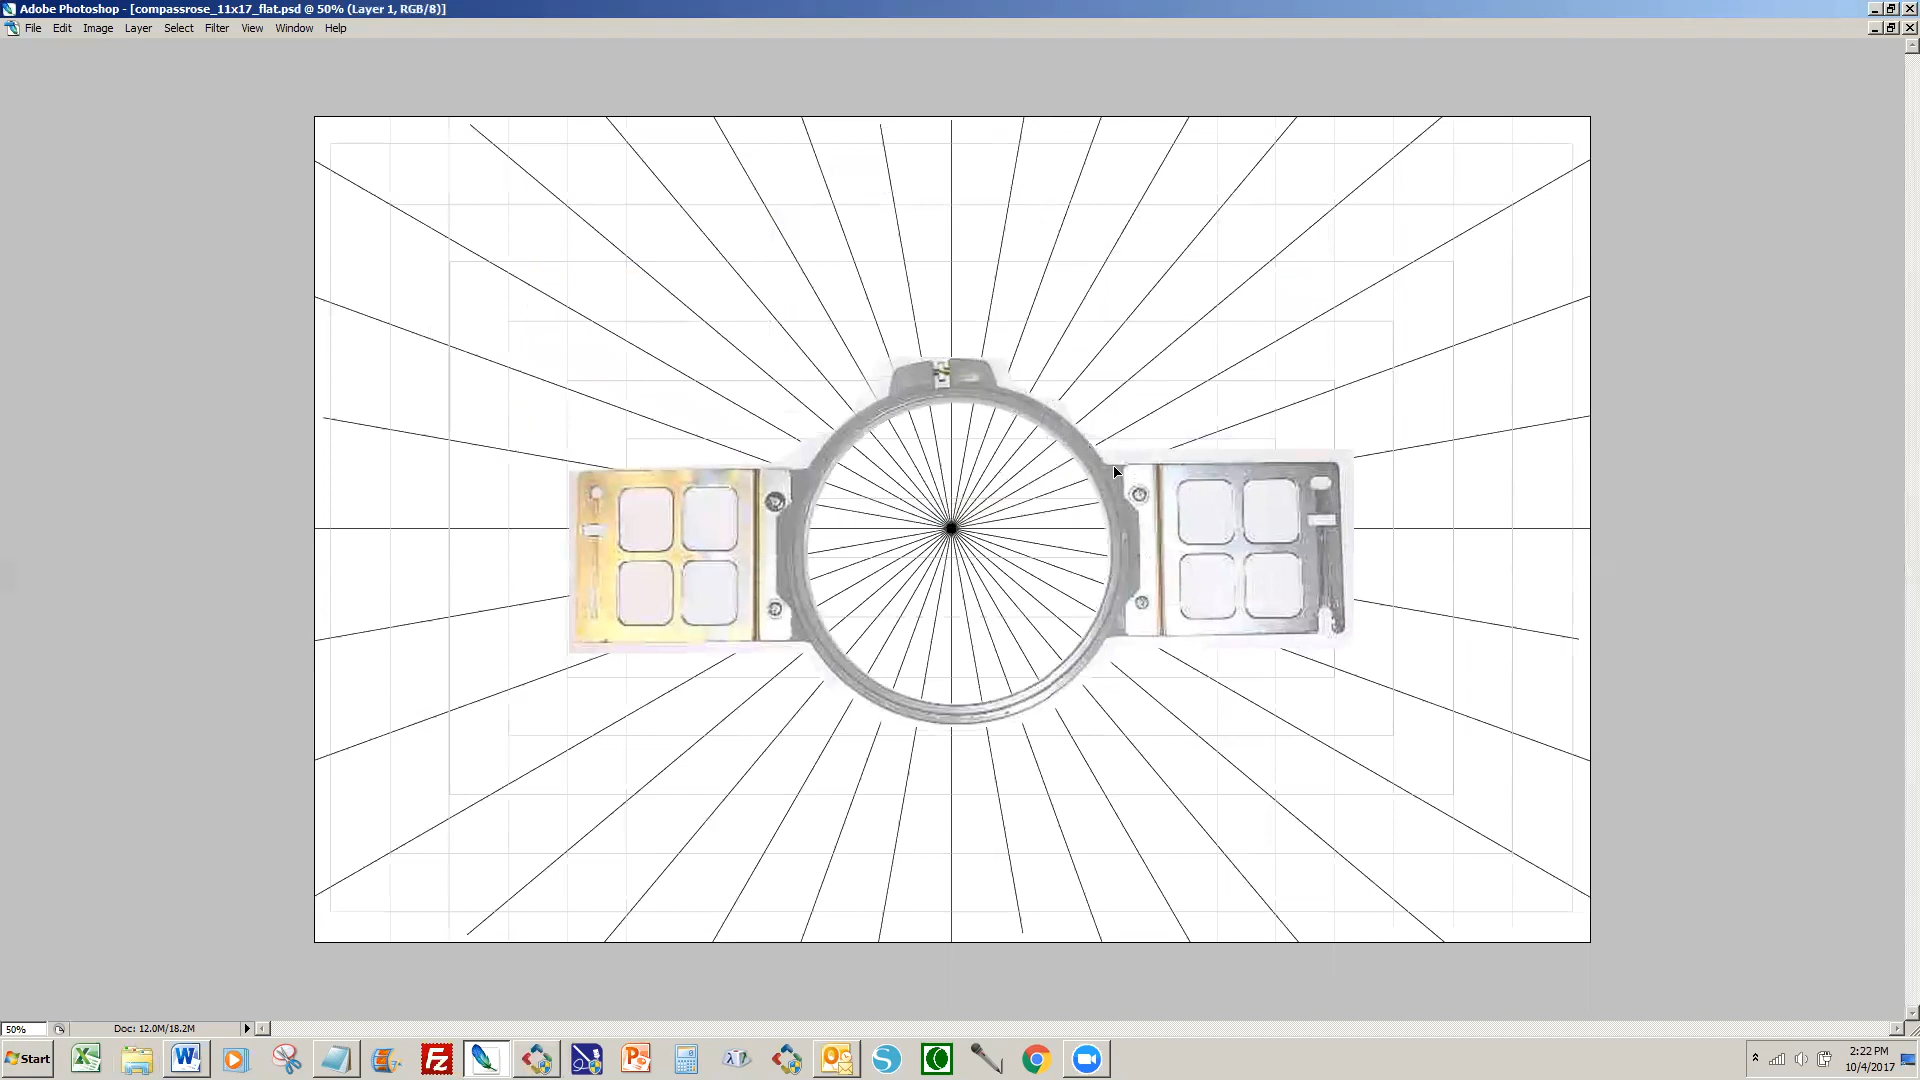 Adobe Photoshop - [compassrose_11x17_flat.psd @ 50% (Layer 1, RGB/8)]
File Edit Image Layer Select Filter View Window Help
50% Doc: 12.0M/18.2M
Start
2:22 PM
10/4/2017